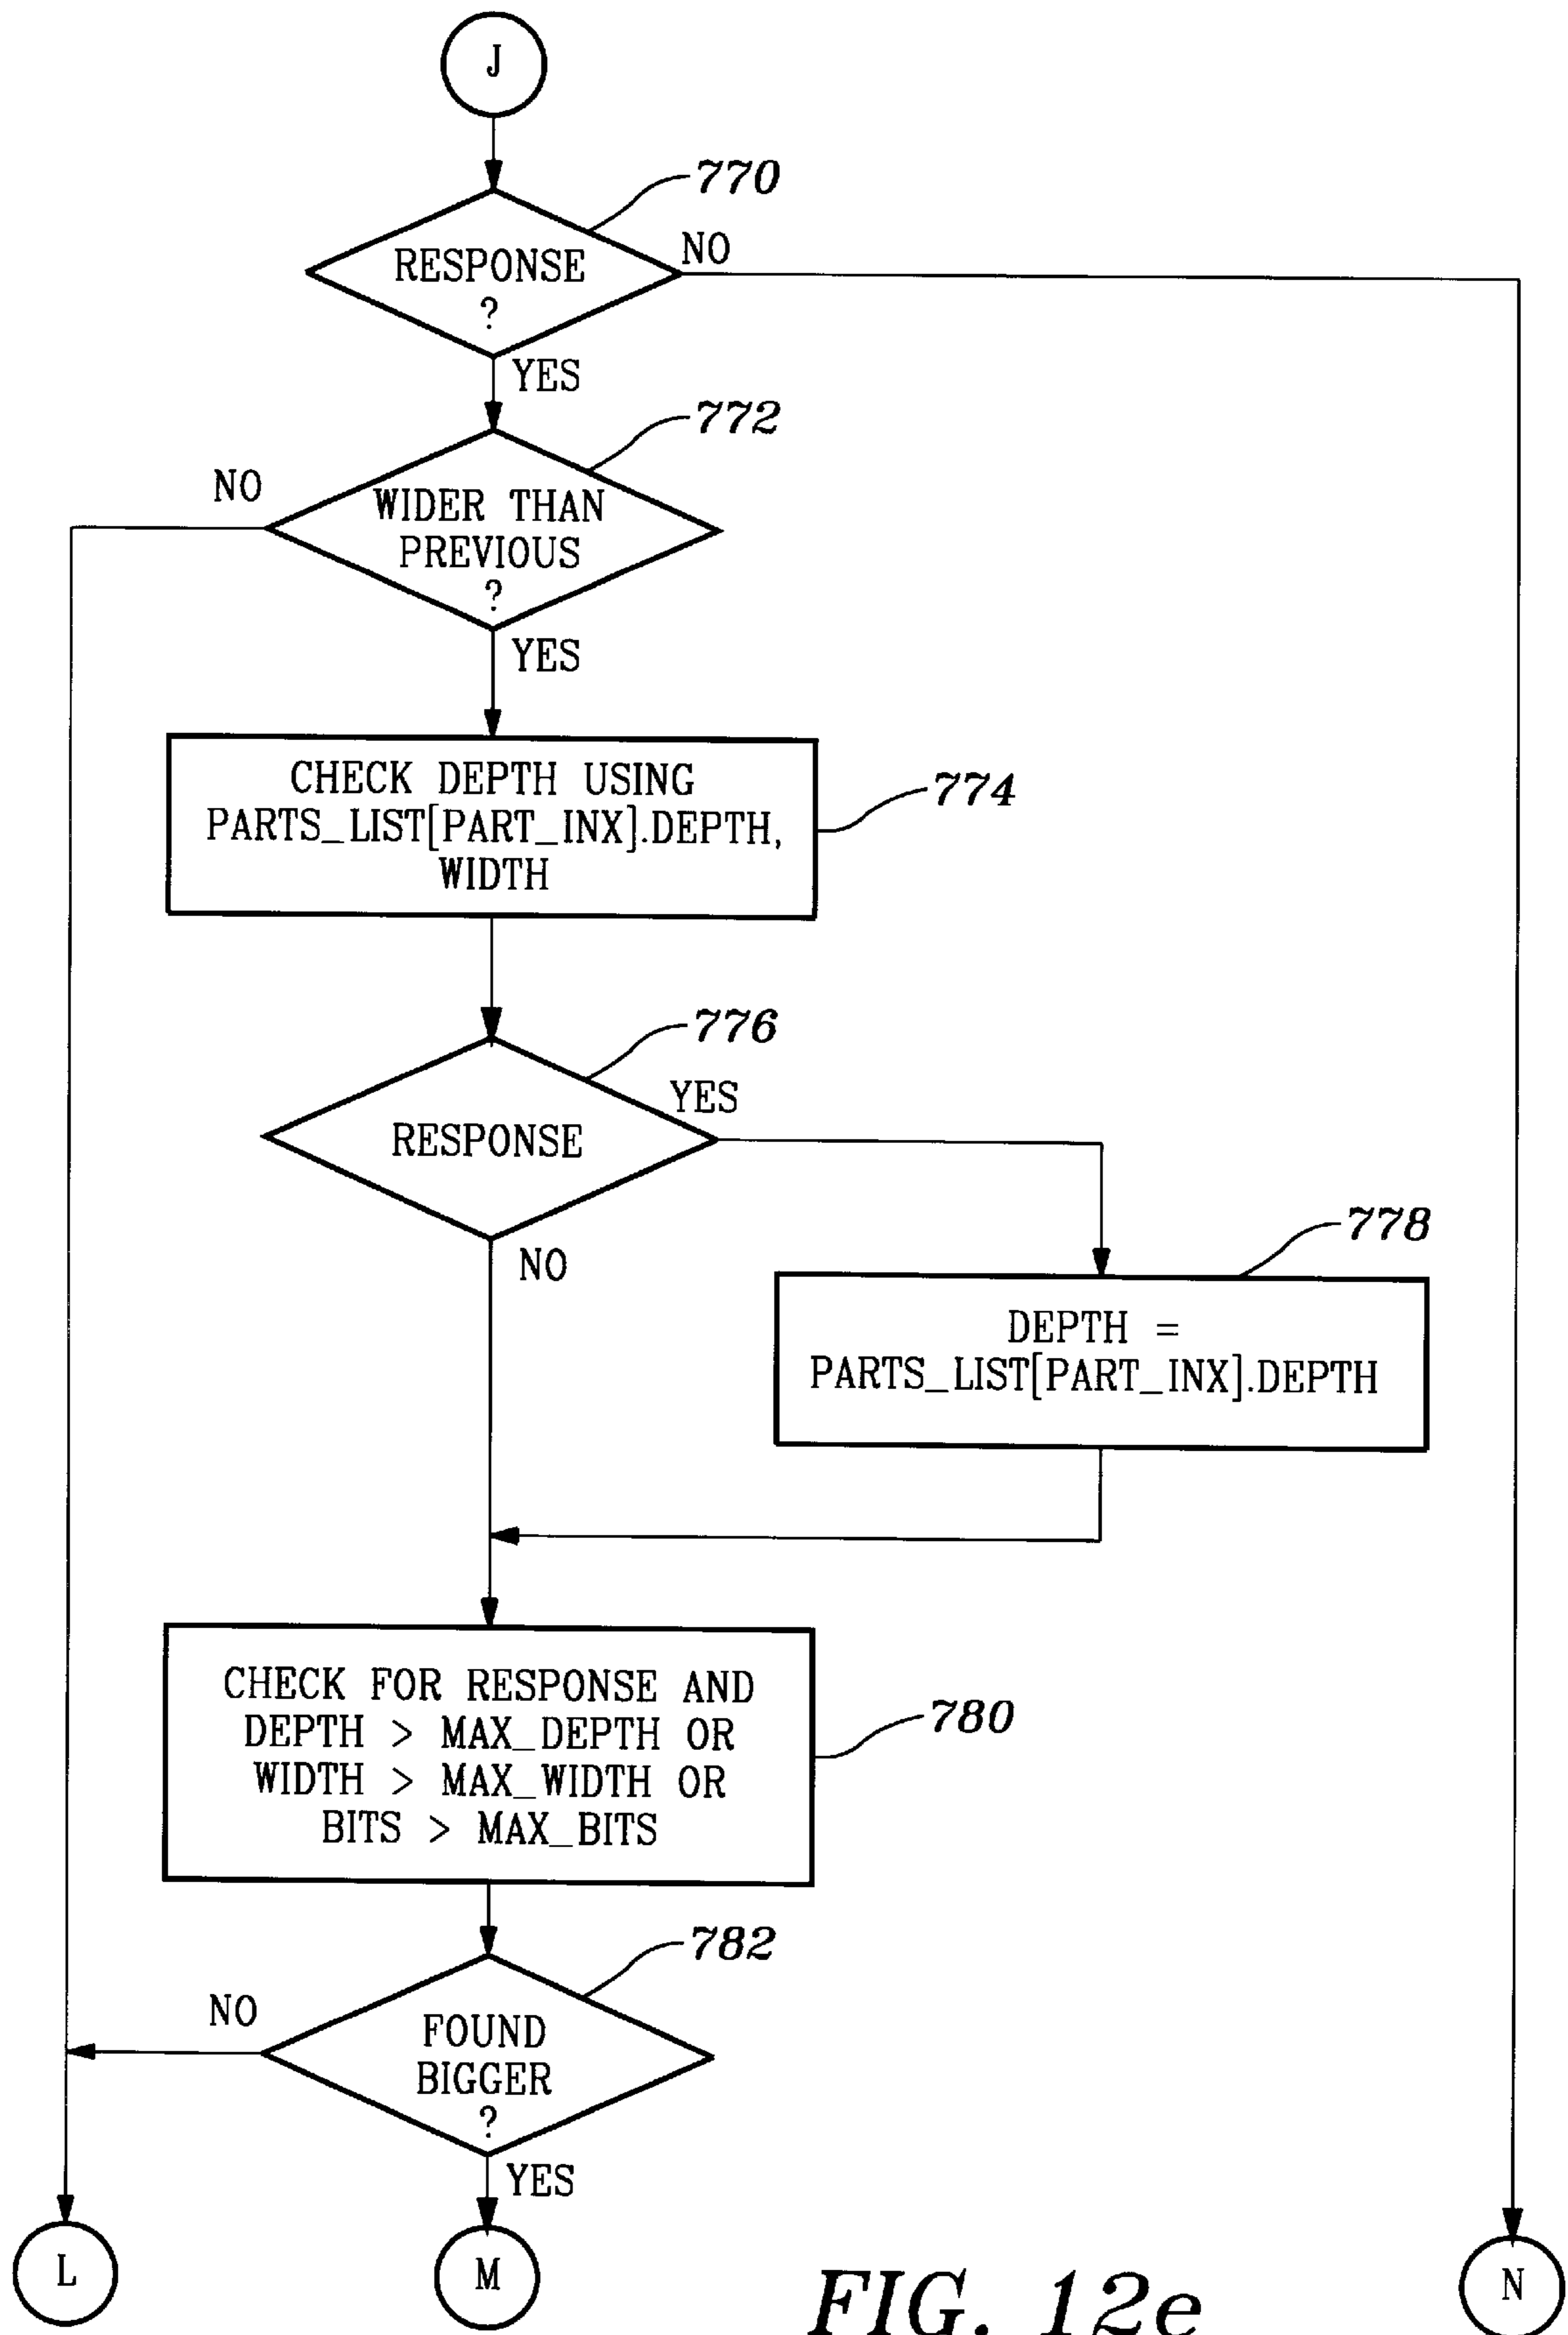 J
770
RESPONSE
?
NO
YES
772
NO
WIDER THAN
PREVIOUS
?
YES
CHECK DEPTH USING
PARTS_LIST[PART_INX].DEPTH,
WIDTH
774
776
YES
RESPONSE
NO
778
DEPTH =
PARTS_LIST[PART_INX].DEPTH
CHECK FOR RESPONSE AND
DEPTH > MAX_DEPTH OR
WIDTH > MAX_WIDTH OR
BITS > MAX_BITS
780
782
NO
FOUND
BIGGER
?
YES
L
M
N
FIG. 12e